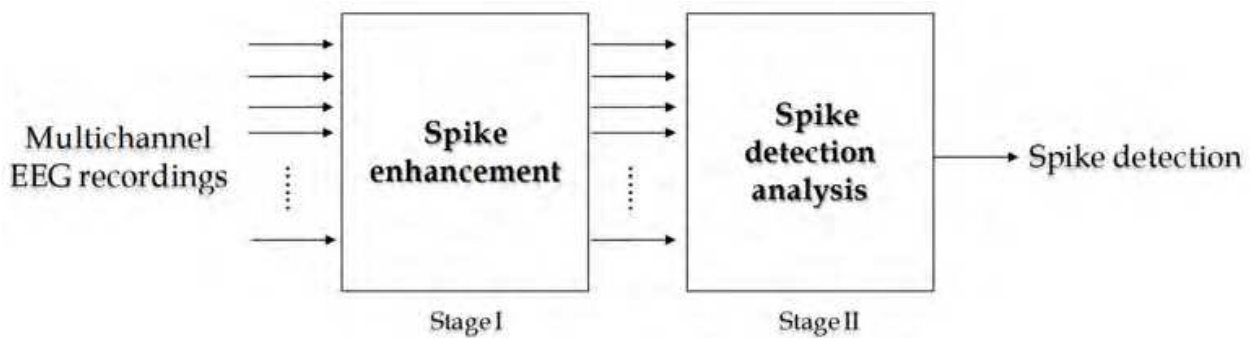 Multichannel
EEG recordings
Spike
enhancement
Stage I
Spike
detection
analysis
Stage II
Spike detection